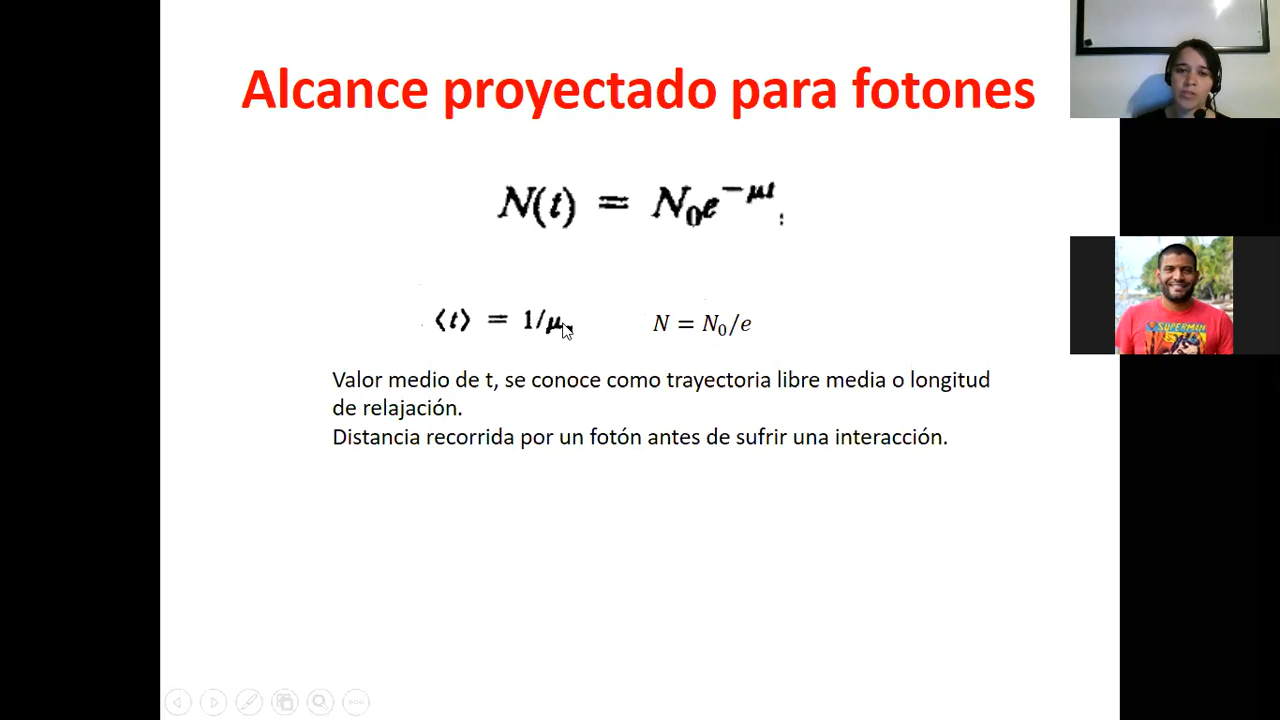 Alcance proyectado para fotones
N(t) = N₀e^{-μt};
⟨t⟩ = 1/μ, N = N₀/e
Valor medio de t, se conoce como trayectoria libre media o longitud
de relajación.
Distancia recorrida por un fotón antes de sufrir una interacción.
SUPERMAN